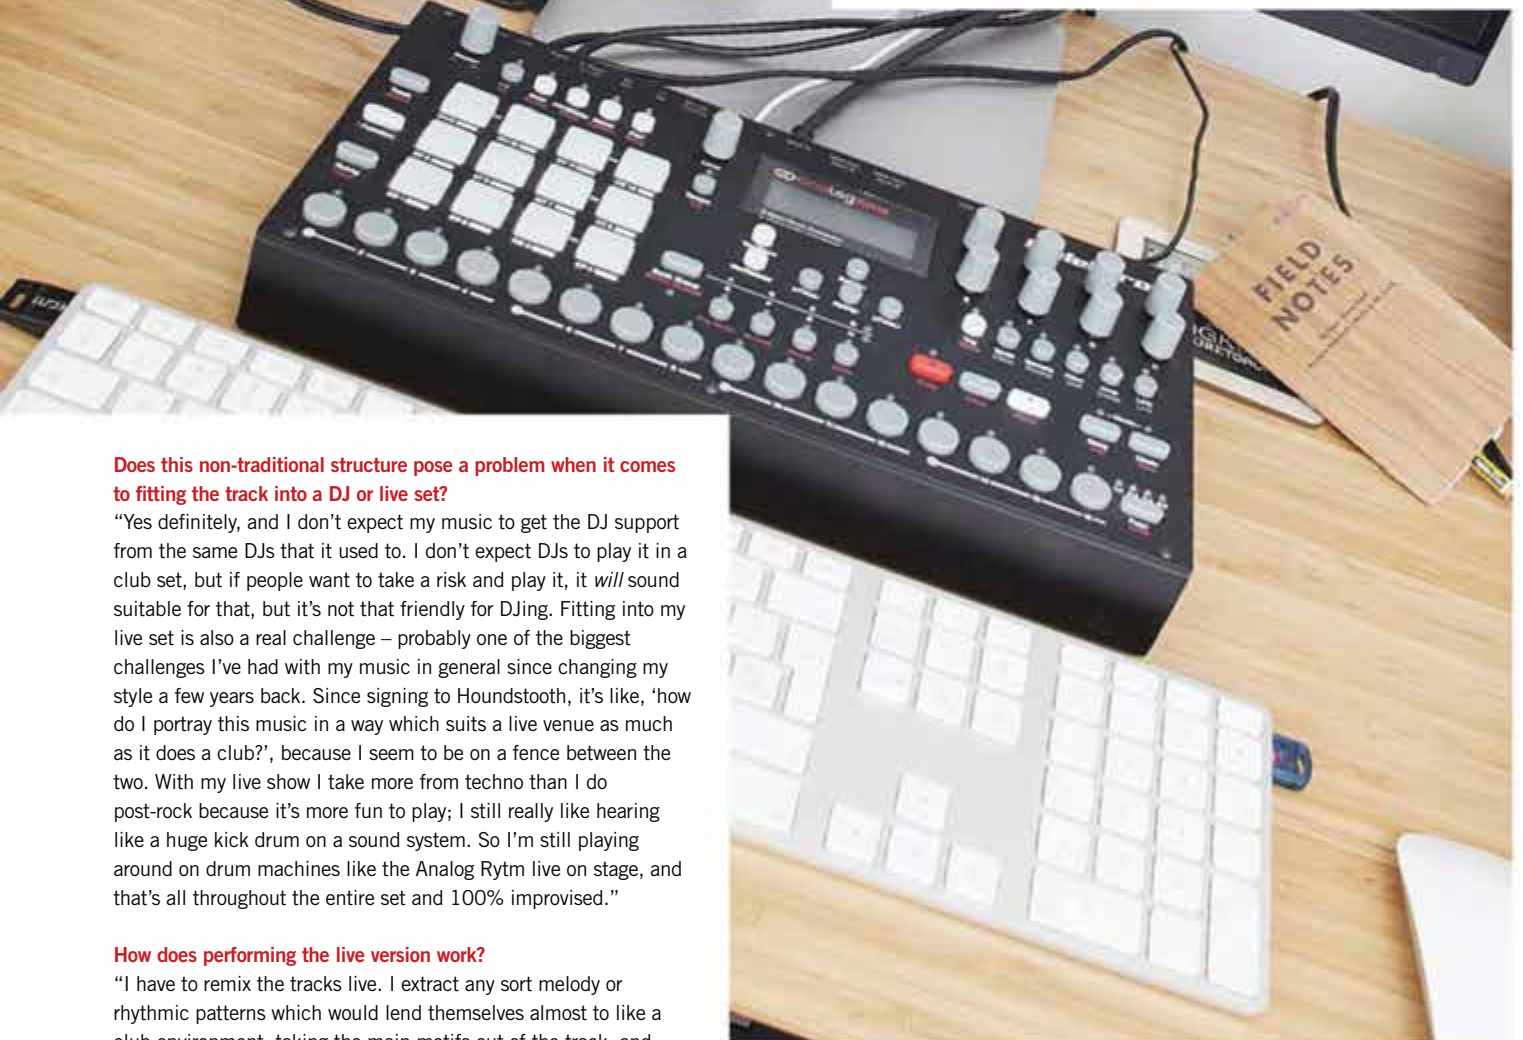 FIELD
NOTES
Does this non-traditional structure pose a problem when it comes
to fitting the track into a DJ or live set?
“Yes definitely, and I don’t expect my music to get the DJ support
from the same DJs that it used to. I don’t expect DJs to play it in a
club set, but if people want to take a risk and play it, it will sound
suitable for that, but it’s not that friendly for DJing. Fitting into my
live set is also a real challenge – probably one of the biggest
challenges I’ve had with my music in general since changing my
style a few years back. Since signing to Houndstooth, it’s like, ‘how
do I portray this music in a way which suits a live venue as much
as it does a club?’, because I seem to be on a fence between the
two. With my live show I take more from techno than I do
post-rock because it’s more fun to play; I still really like hearing
like a huge kick drum on a sound system. So I’m still playing
around on drum machines like the Analog Rytm live on stage, and
that’s all throughout the entire set and 100% improvised.”
How does performing the live version work?
“I have to remix the tracks live. I extract any sort melody or
rhythmic patterns which would lend themselves almost to like a
club environment, taking the main motifs out of the track, and